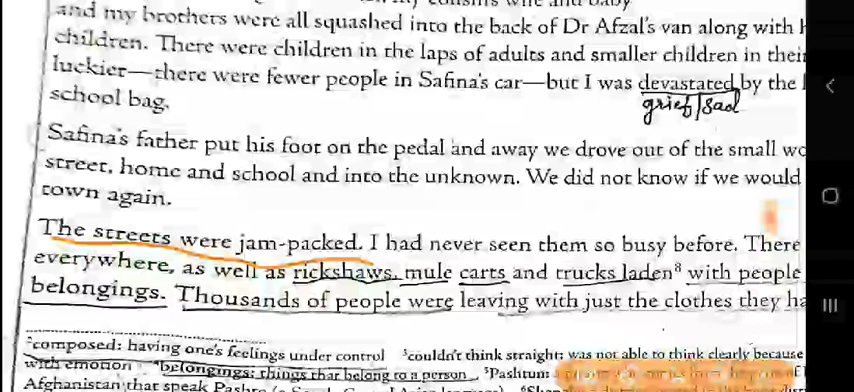 and my brothers were all squashed into the back of Dr Afzal's van along with
children. There were children in the laps of adults and smaller children in their
luckier—there were fewer people in Safina's car—but I was devastated by the
school bag.
grief/sad
Safina's father put his foot on the pedal and away we drove out of the small
street, home and school and into the unknown. We did not know if we would
town again.
The streets were jam-packed. I had never seen them so busy before. There
everywhere, as well as rickshaws, mule carts and trucks laden⁸ with people
belongings. Thousands of people were leaving with just the clothes they
composed: having one's feelings under control ³couldn't think straight: was not able to think clearly because
with emotion belongings: things that belong to a person ⁵Pashtun:
Afghanistan that speak Pashto